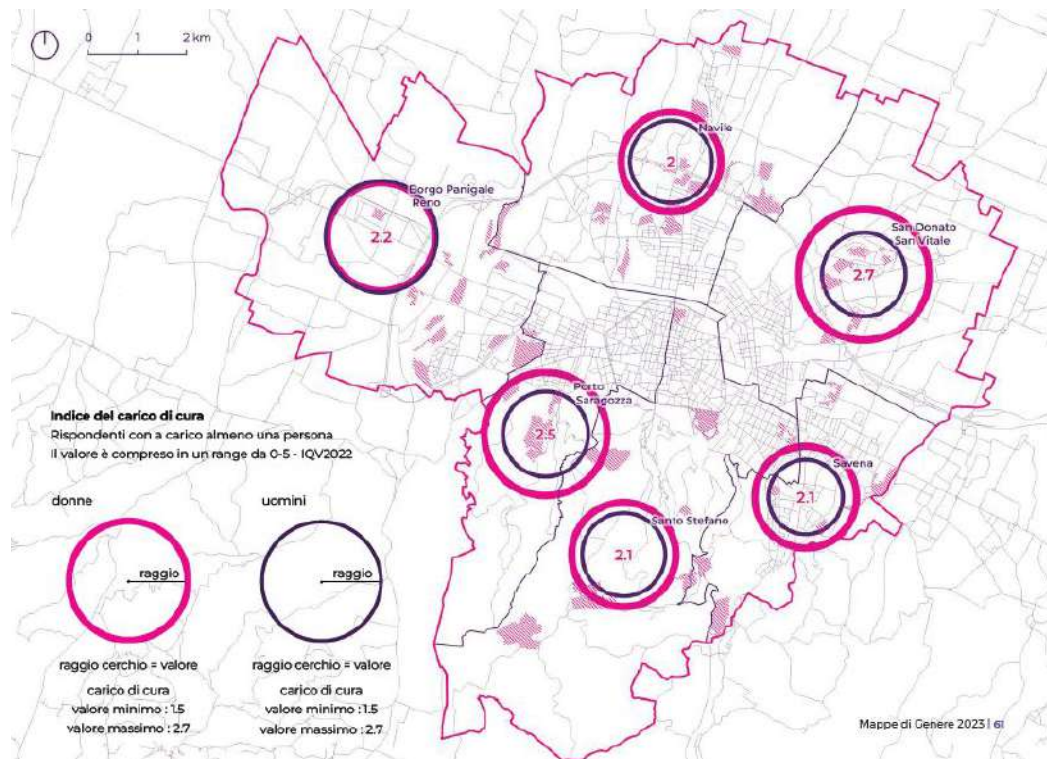 0 1 2 km
Navile
2
Borgo Panigale
Reno
2.2
San Donato
San Vitale
2.7
Porto
Saragozza
2.5
Savena
2.1
Santo Stefano
2.1
Indice del carico di cura
Rispondenti con a carico almeno una persona
Il valore è compreso in un range da 0-5 - IQV2022
donne
uomini
raggio
raggio
raggio cerchio = valore
raggio cerchio = valore
carico di cura
valore minimo : 1.5
valore massimo : 2.7
carico di cura
valore minimo : 1.5
valore massimo : 2.7
Mappe di Genere 2023 | 61